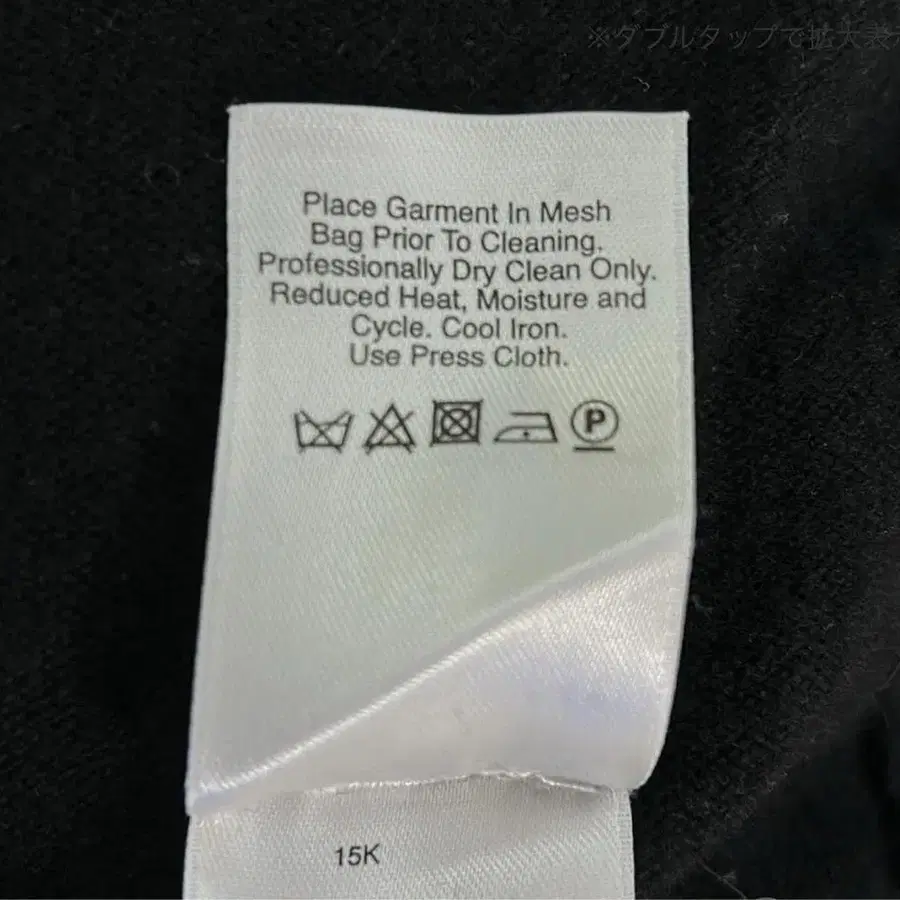 ※ダブルタップで拡大表示
Place Garment In Mesh
Bag Prior To Cleaning.
Professionally Dry Clean Only.
Reduced Heat, Moisture and
Cycle. Cool Iron.
Use Press Cloth.
P
15K